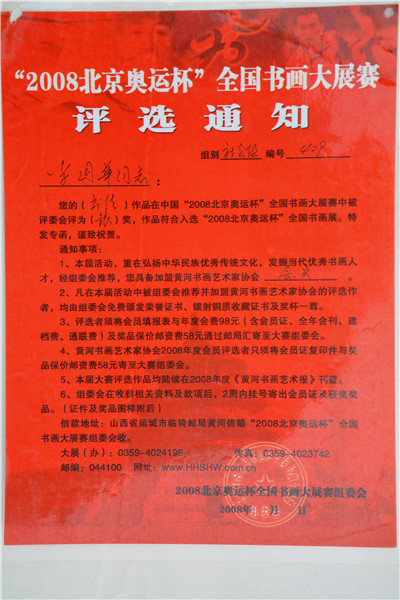 “2008北京奥运杯”全国书画大展赛
评选通知
组别 社会组 编号 4409
李国华同志：
您的（书法）作品在中国“2008北京奥运杯”全国书画大展赛中被
评委会评为（银）奖，作品符合入选“2008北京奥运杯”全国书画展。特
发专函，谨致祝贺。
通知事项：
1、本届活动，重在弘扬中华民族优秀传统文化，发掘当代优秀书画人
才，经组委会推荐，您具备加盟黄河书画艺术家协会 会员
2、凡在本届活动中被组委会推荐并加盟黄河书画艺术家协会的评选作
者，均由组委会免费颁发荣誉证书、镭射铜质收藏证书及奖杯一尊。
3、评选者须将会员填报表与年度会费98元（含会员证、全年会刊、建
档费、通联费）及奖品保价邮资费58元通过邮局汇寄至大赛组委会。
4、黄河书画艺术家协会2008年度会员评选者只须将会员证复印件与奖
品保价邮资费58元寄至大赛组委会。
5、本届大赛评选作品均陆续在2008年度《黄河书画艺术报》刊登。
6、组委会在收到相关资料及款项后，2周内挂号寄出会员证及获奖奖
品。（证件及奖品图样附后）
信款地址：山西省运城市临猗邮局黄河信箱“2008北京奥运杯”全国
书画大展赛组委会收。
大展（办）：0359-4024196 传真：0359-4023742
邮编：044100 网址：www.HHSHW.com.cn
2008北京奥运杯全国书画大展赛组委会
2008年 月 日